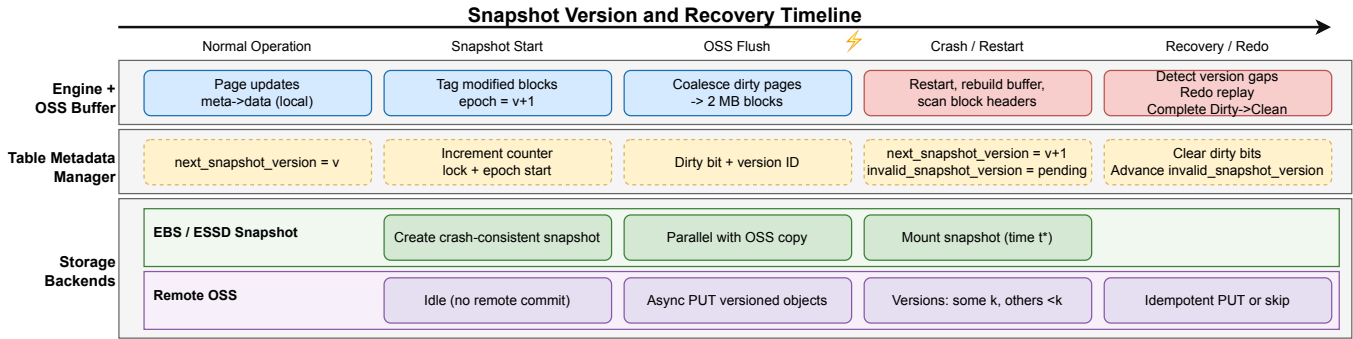 Snapshot Version and Recovery Timeline
Normal Operation
Snapshot Start
OSS Flush
Crash / Restart
Recovery / Redo
Engine +
OSS Buffer
Page updates
meta->data (local)
Tag modified blocks
epoch = v+1
Coalesce dirty pages
-> 2 MB blocks
Restart, rebuild buffer,
scan block headers
Detect version gaps
Redo replay
Complete Dirty->Clean
Table Metadata
Manager
next_snapshot_version = v
Increment counter
lock + epoch start
Dirty bit + version ID
next_snapshot_version = v+1
invalid_snapshot_version = pending
Clear dirty bits
Advance invalid_snapshot_version
Storage
Backends
EBS / ESSD Snapshot
Create crash-consistent snapshot
Parallel with OSS copy
Mount snapshot (time t*)
Remote OSS
Idle (no remote commit)
Async PUT versioned objects
Versions: some k, others <k
Idempotent PUT or skip